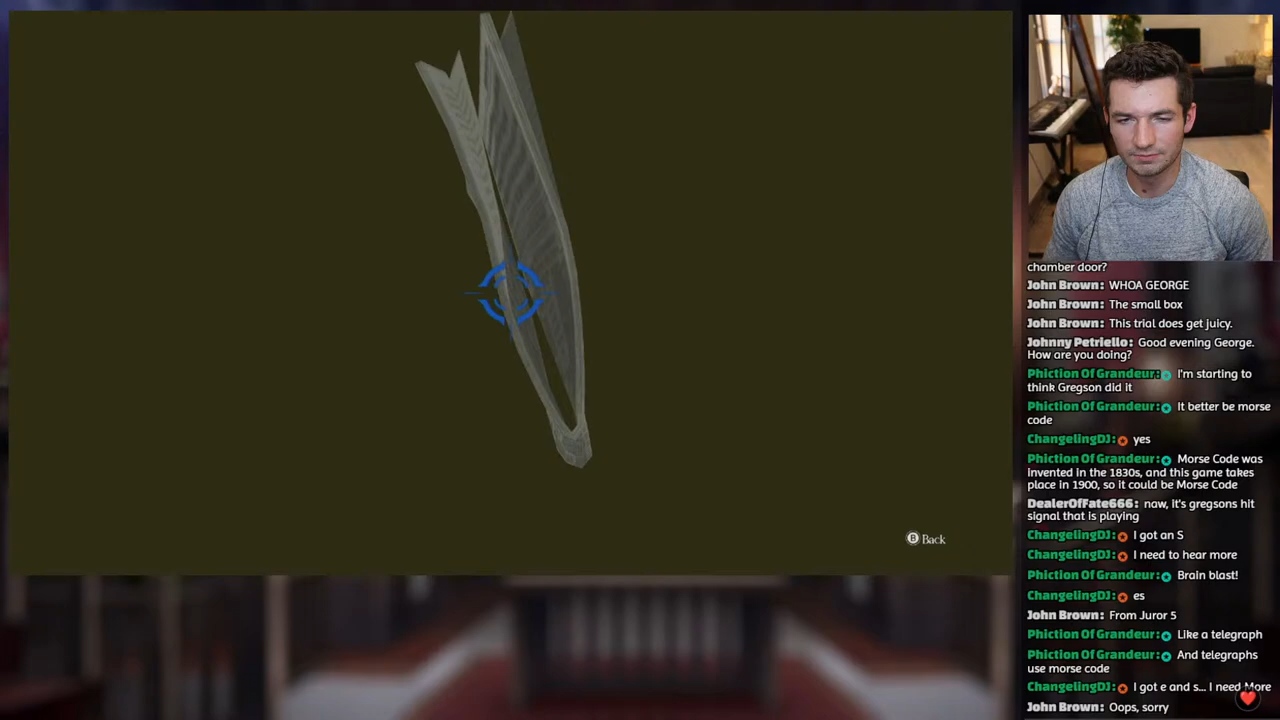 chamber door?
John Brown: WHOA GEORGE
John Brown: The small box
John Brown: This trial does get juicy.
Johnny Petriello: Good evening George.
How are you doing?
Phiction Of Grandeur: I'm starting to
think Gregson did it
Phiction Of Grandeur: It better be morse
code
ChangelingDJ: yes
Phiction Of Grandeur: Morse Code was
invented in the 1830s, and this game takes
place in 1900, so it could be Morse Code
DealerOfFate666: naw, it's gregsons hit
signal that is playing
ChangelingDJ: I got an S
ChangelingDJ: I need to hear more
Phiction Of Grandeur: Brain blast!
ChangelingDJ: es
John Brown: From Juror 5
Phiction Of Grandeur: Like a telegraph
Phiction Of Grandeur: And telegraphs
use morse code
ChangelingDJ: I got e and s... I need More
John Brown: Oops, sorry
B Back